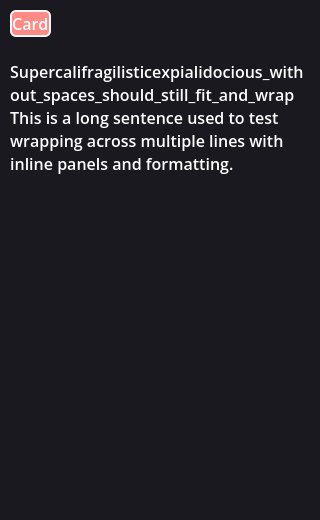 Card
Supercalifragilisticexpialidocious_with
out_spaces_should_still_fit_and_wrap
This is a long sentence used to test
wrapping across multiple lines with
inline panels and formatting.